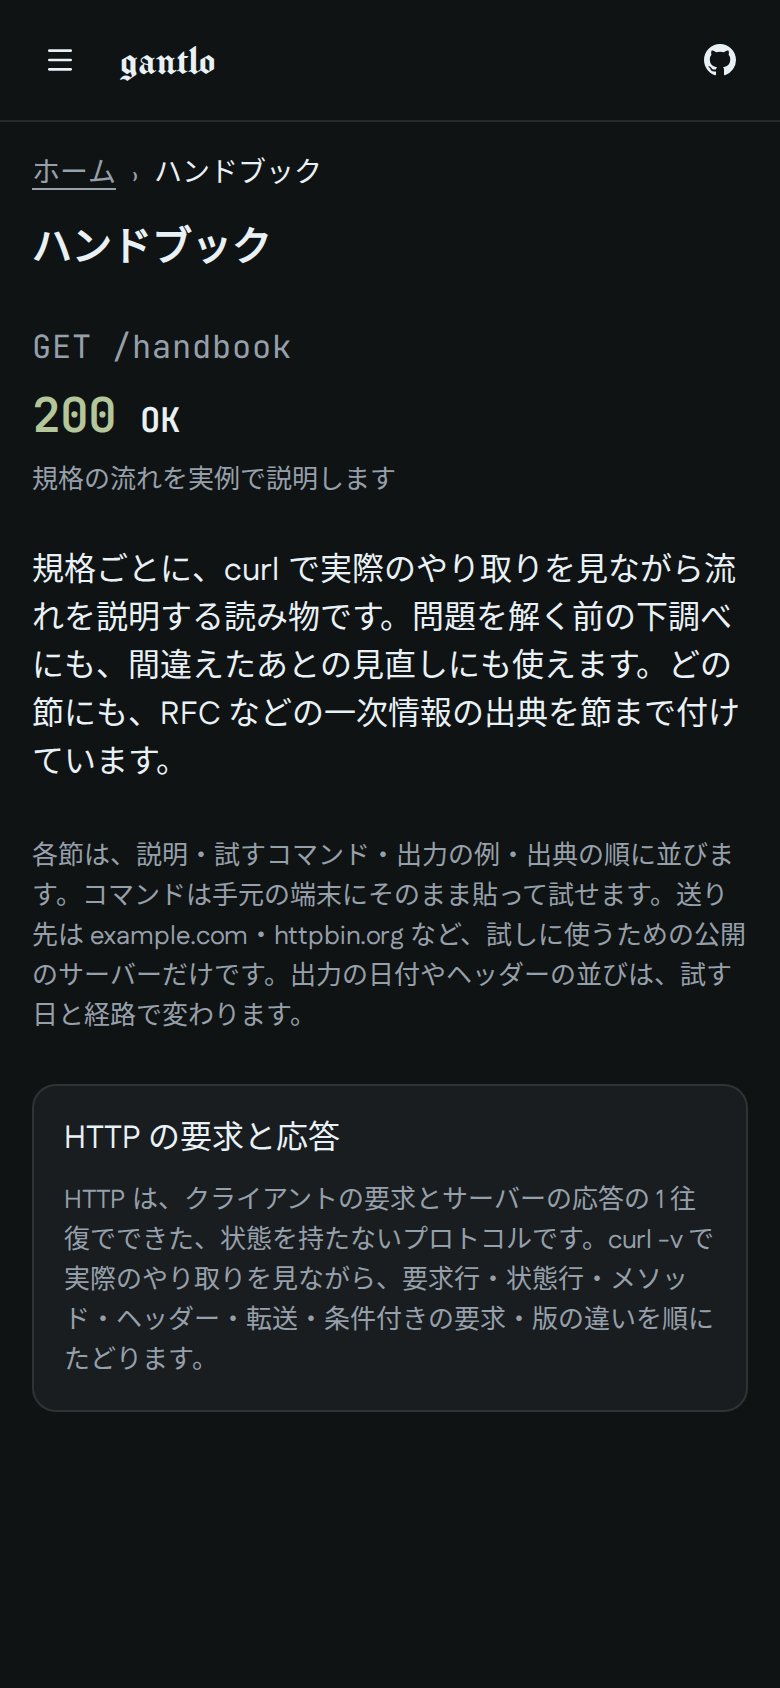 gantlo
ホーム › ハンドブック
ハンドブック
GET /handbook
200 OK
規格の流れを実例で説明します
規格ごとに、curl で実際のやり取りを見ながら流
れを説明する読み物です。問題を解く前の下調べ
にも、間違えたあとの見直しにも使えます。どの
節にも、RFC などの一次情報の出典を節まで付け
ています。
各節は、説明・試すコマンド・出力の例・出典の順に並びま
す。コマンドは手元の端末にそのまま貼って試せます。送り
先は example.com・httpbin.org など、試しに使うための公開
のサーバーだけです。出力の日付やヘッダーの並びは、試す
日と経路で変わります。
HTTP の要求と応答
HTTP は、クライアントの要求とサーバーの応答の 1 往
復でできた、状態を持たないプロトコルです。curl -v で
実際のやり取りを見ながら、要求行・状態行・メソッ
ド・ヘッダー・転送・条件付きの要求・版の違いを順に
たどります。